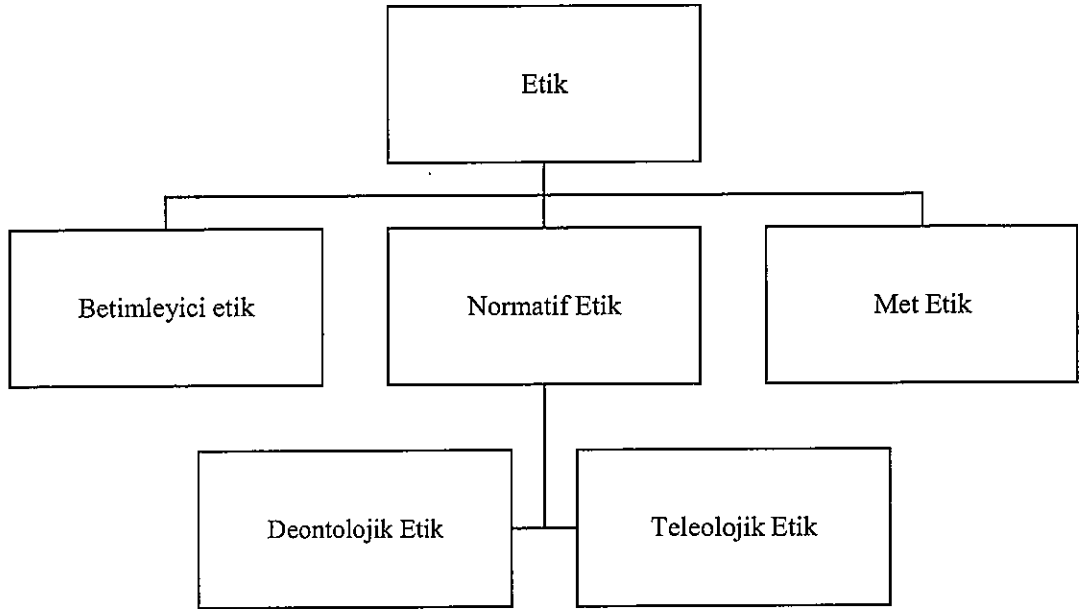 Etik
Betimleyici etik
Normatif Etik
Met Etik
Deontolojik Etik
Teleolojik Etik